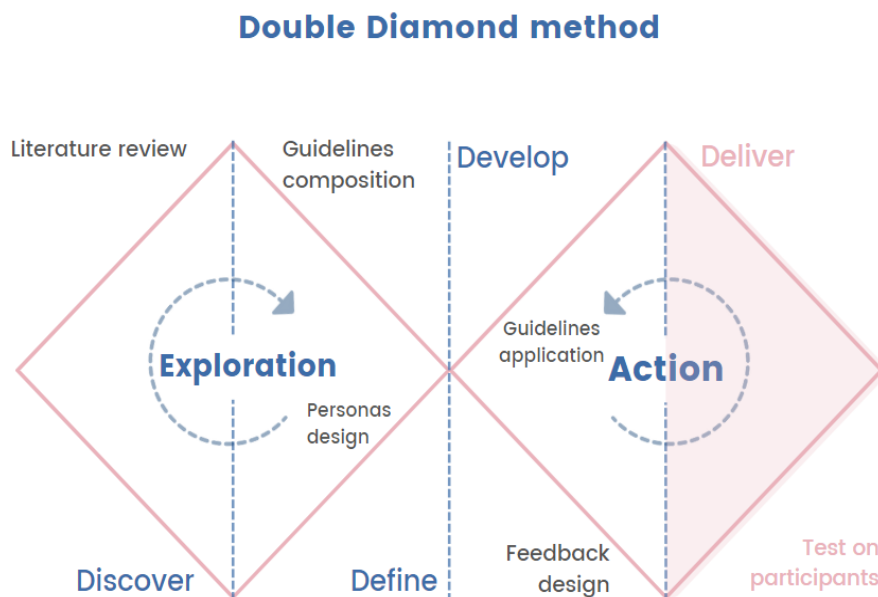 Double Diamond method
Literature review
Guidelines
composition
Develop
Deliver
Guidelines
application
Exploration
Action
Personas
design
Discover
Define
Feedback
design
Test on
participants